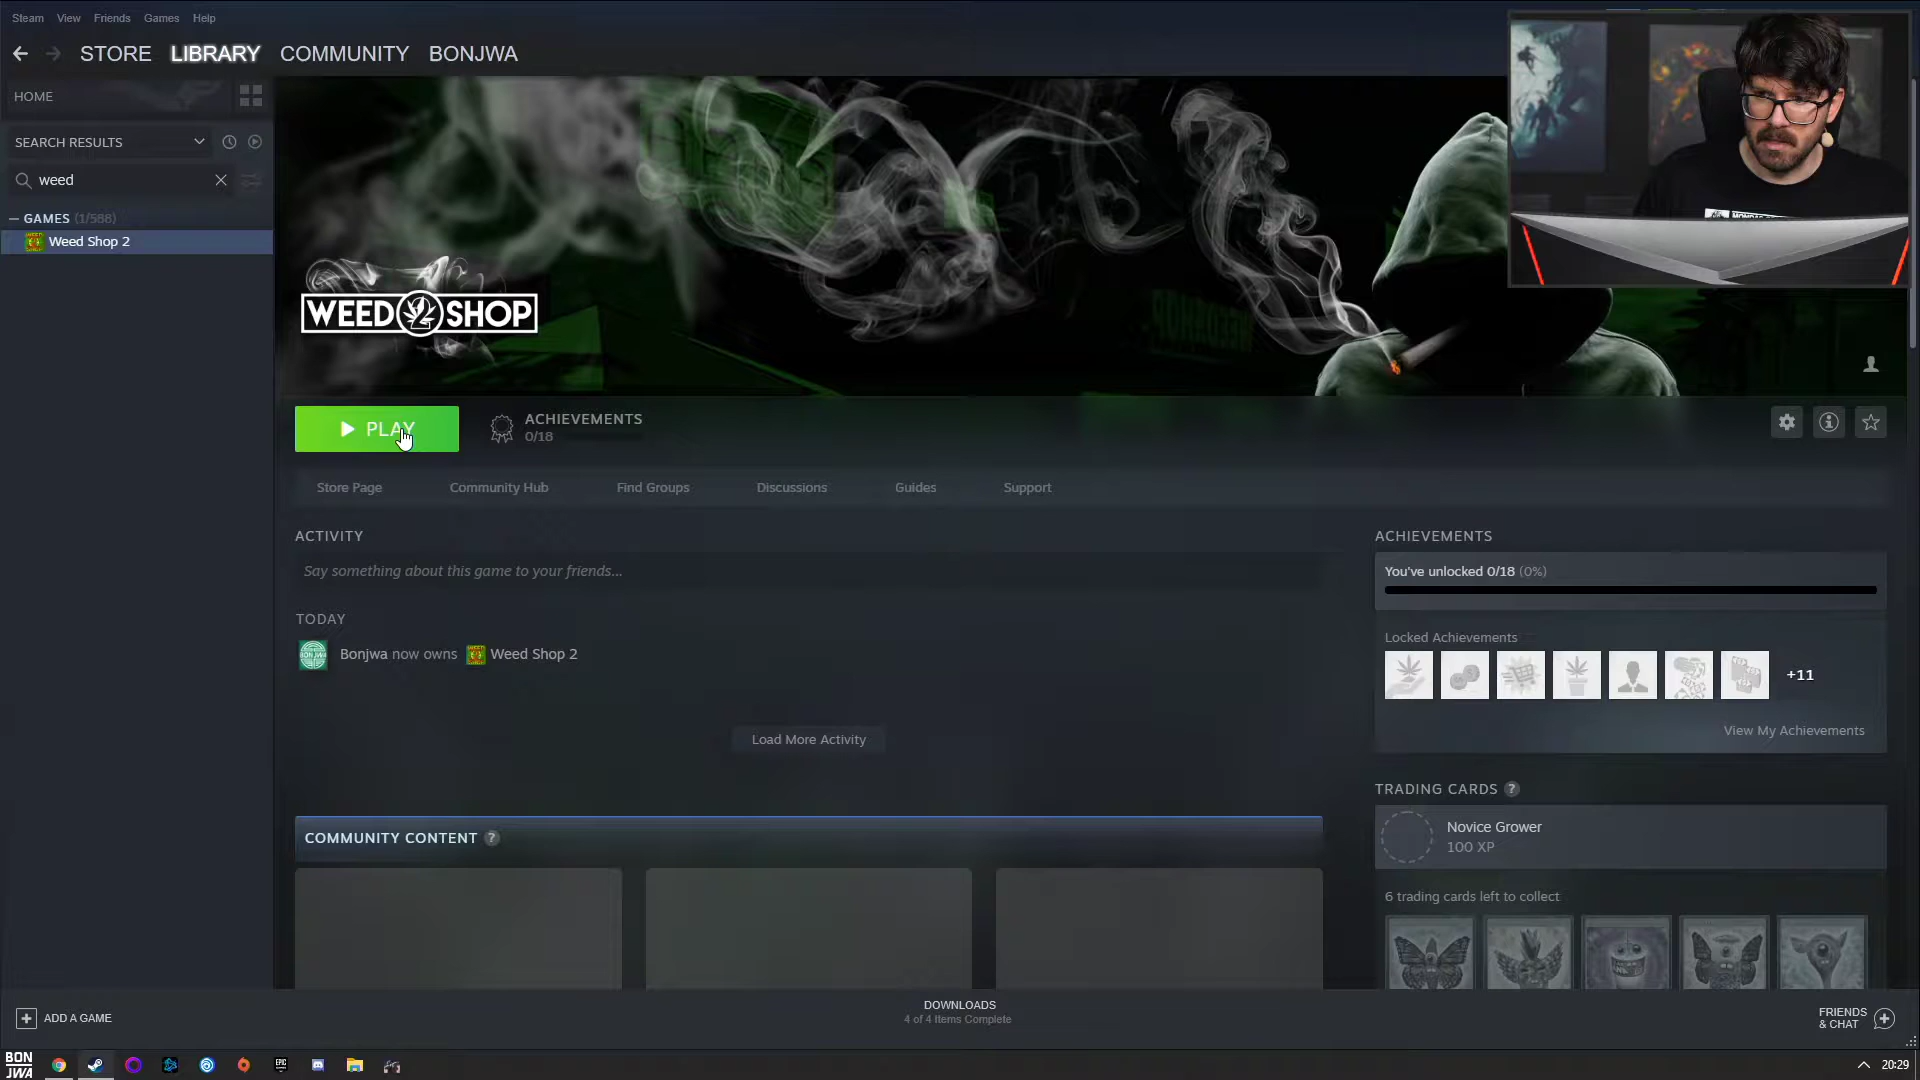 Steam View Friends Games Help
STORE LIBRARY COMMUNITY BONJWA
HOME
SEARCH RESULTS
weed
GAMES (1/588)
Weed Shop 2
WEED 2 SHOP
PLAY
ACHIEVEMENTS
0/18
Store Page Community Hub Find Groups Discussions Guides Support
ACTIVITY
Say something about this game to your friends...
TODAY
Bonjwa now owns Weed Shop 2
Load More Activity
COMMUNITY CONTENT ?
ACHIEVEMENTS
You've unlocked 0/18 (0%)
Locked Achievements
+11
View My Achievements
TRADING CARDS ?
Novice Grower
100 XP
6 trading cards left to collect
ADD A GAME
DOWNLOADS
4 of 4 Items Complete
FRIENDS
& CHAT
BON
JWA
EPIC
20:29